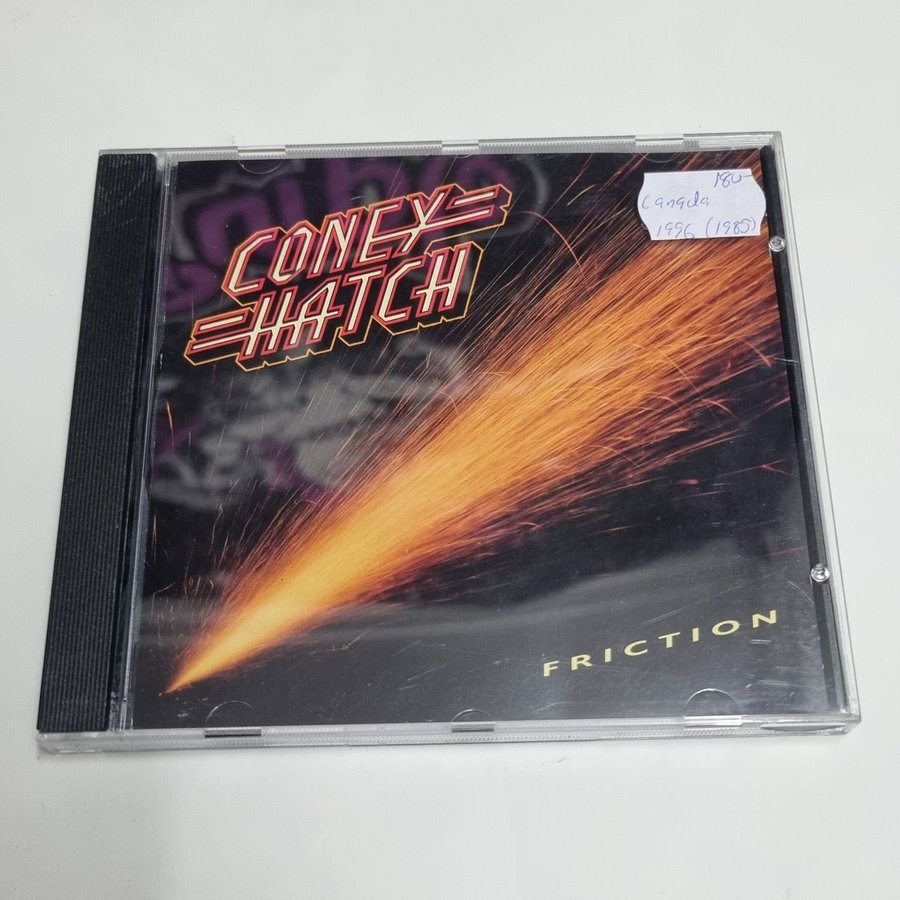 CONEY
HATCH
180-
Canada
1996 (1985)
FRICTION